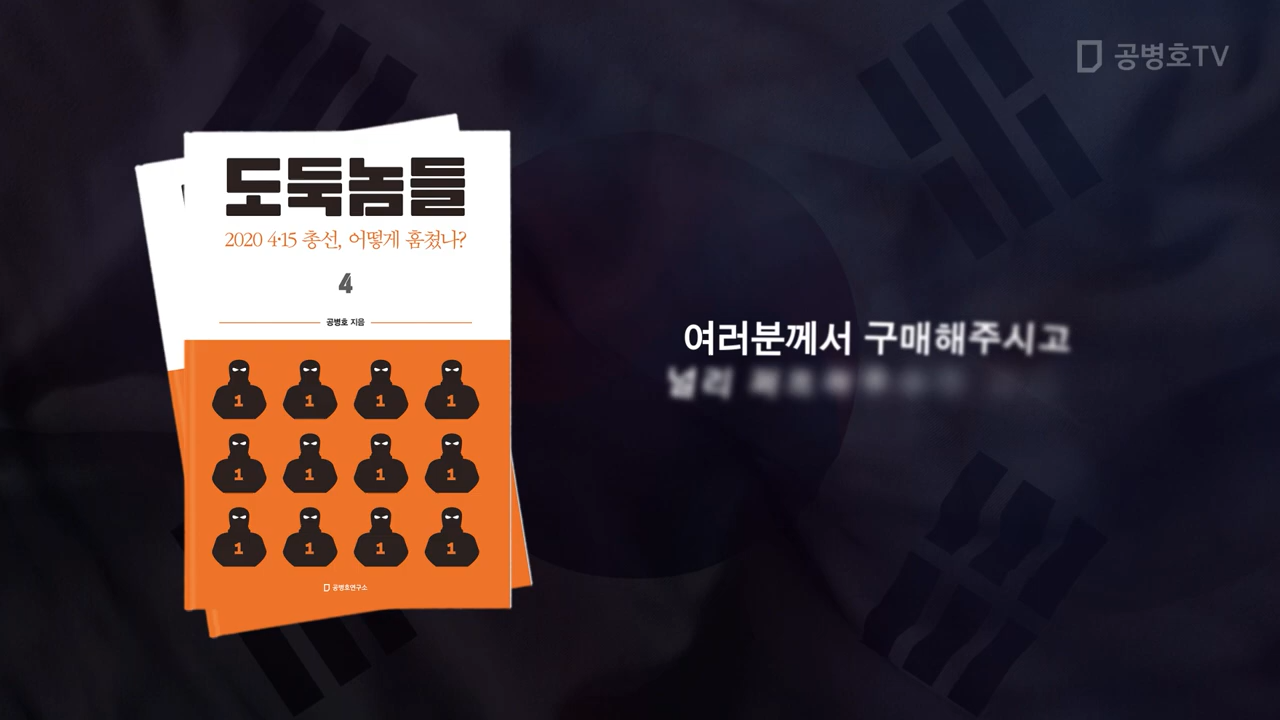 공병호TV
도둑놈들
2020 4·15 총선, 어떻게 훔쳤나?
4
공병호 지음
1 1 1 1
1 1 1 1
1 1 1 1
공병호연구소
여러분께서 구매해주시고
널리